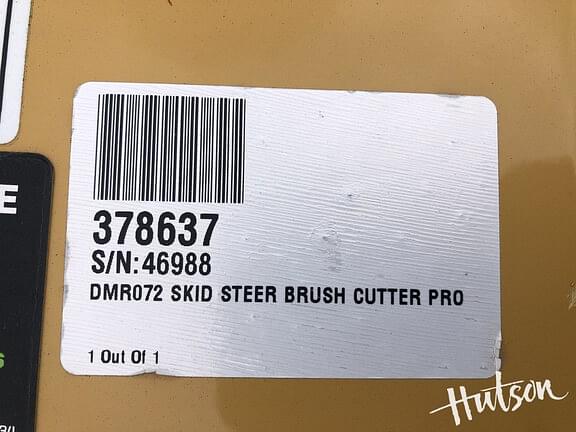 378637
S/N:46988
DMR072 SKID STEER BRUSH CUTTER PRO
1 Out Of 1
E
Hutson